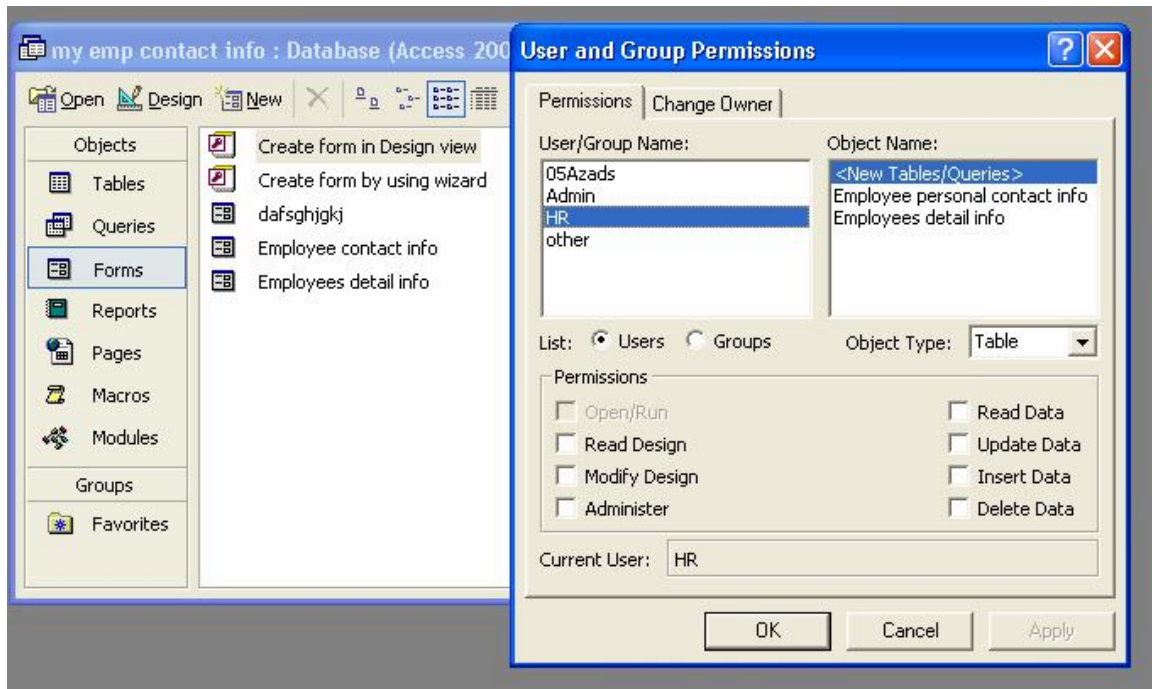 my emp contact info : Database (Access 200
Open Design New
Objects
Tables
Queries
Forms
Reports
Pages
Macros
Modules
Groups
Favorites
Create form in Design view
Create form by using wizard
dafsghjgkj
Employee contact info
Employees detail info
User and Group Permissions
Permissions Change Owner
User/Group Name:
05Azads
Admin
HR
other
Object Name:
<New Tables/Queries>
Employee personal contact info
Employees detail info
List: Users Groups
Object Type: Table
Permissions
Open/Run
Read Design
Modify Design
Administer
Read Data
Update Data
Insert Data
Delete Data
Current User: HR
OK Cancel Apply